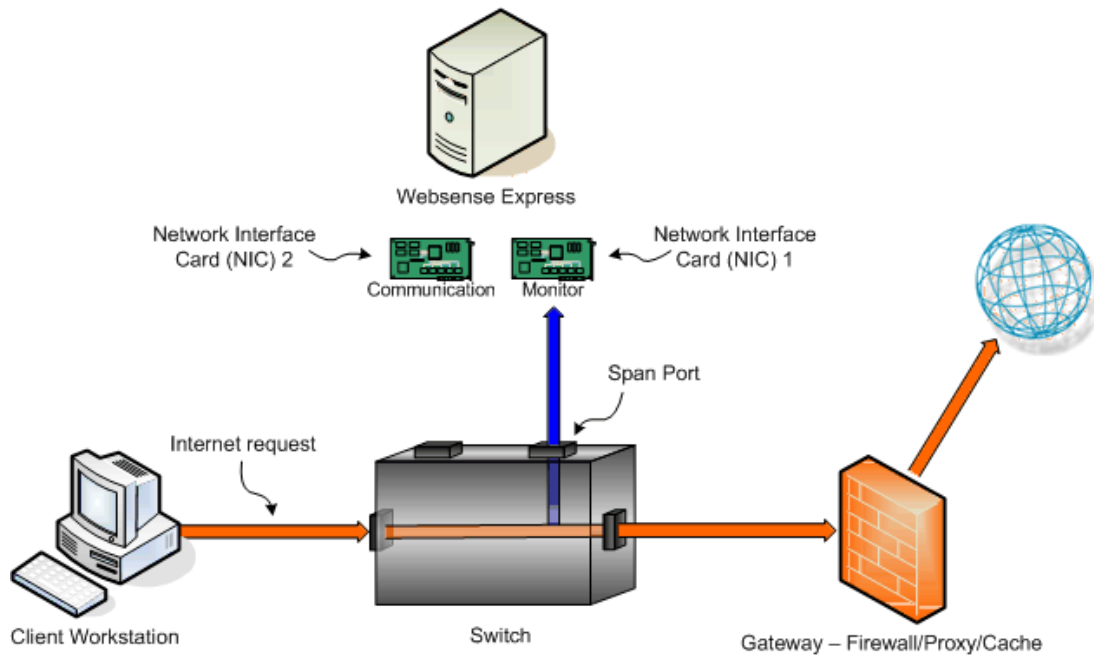 Websense Express
Network Interface
Card (NIC) 2
Network Interface
Card (NIC) 1
Communication
Monitor
Span Port
Internet request
Client Workstation
Switch
Gateway – Firewall/Proxy/Cache